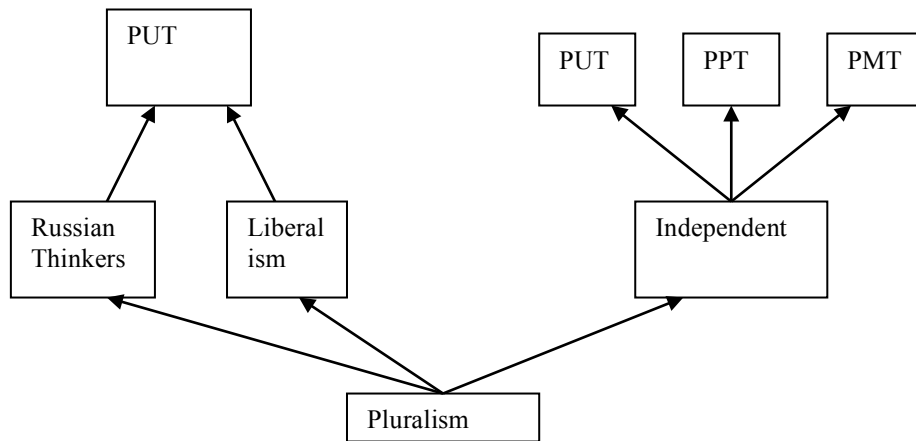 PUT
PUT
PPT
PMT
Russian
Thinkers
Liberal
ism
Independent
Pluralism